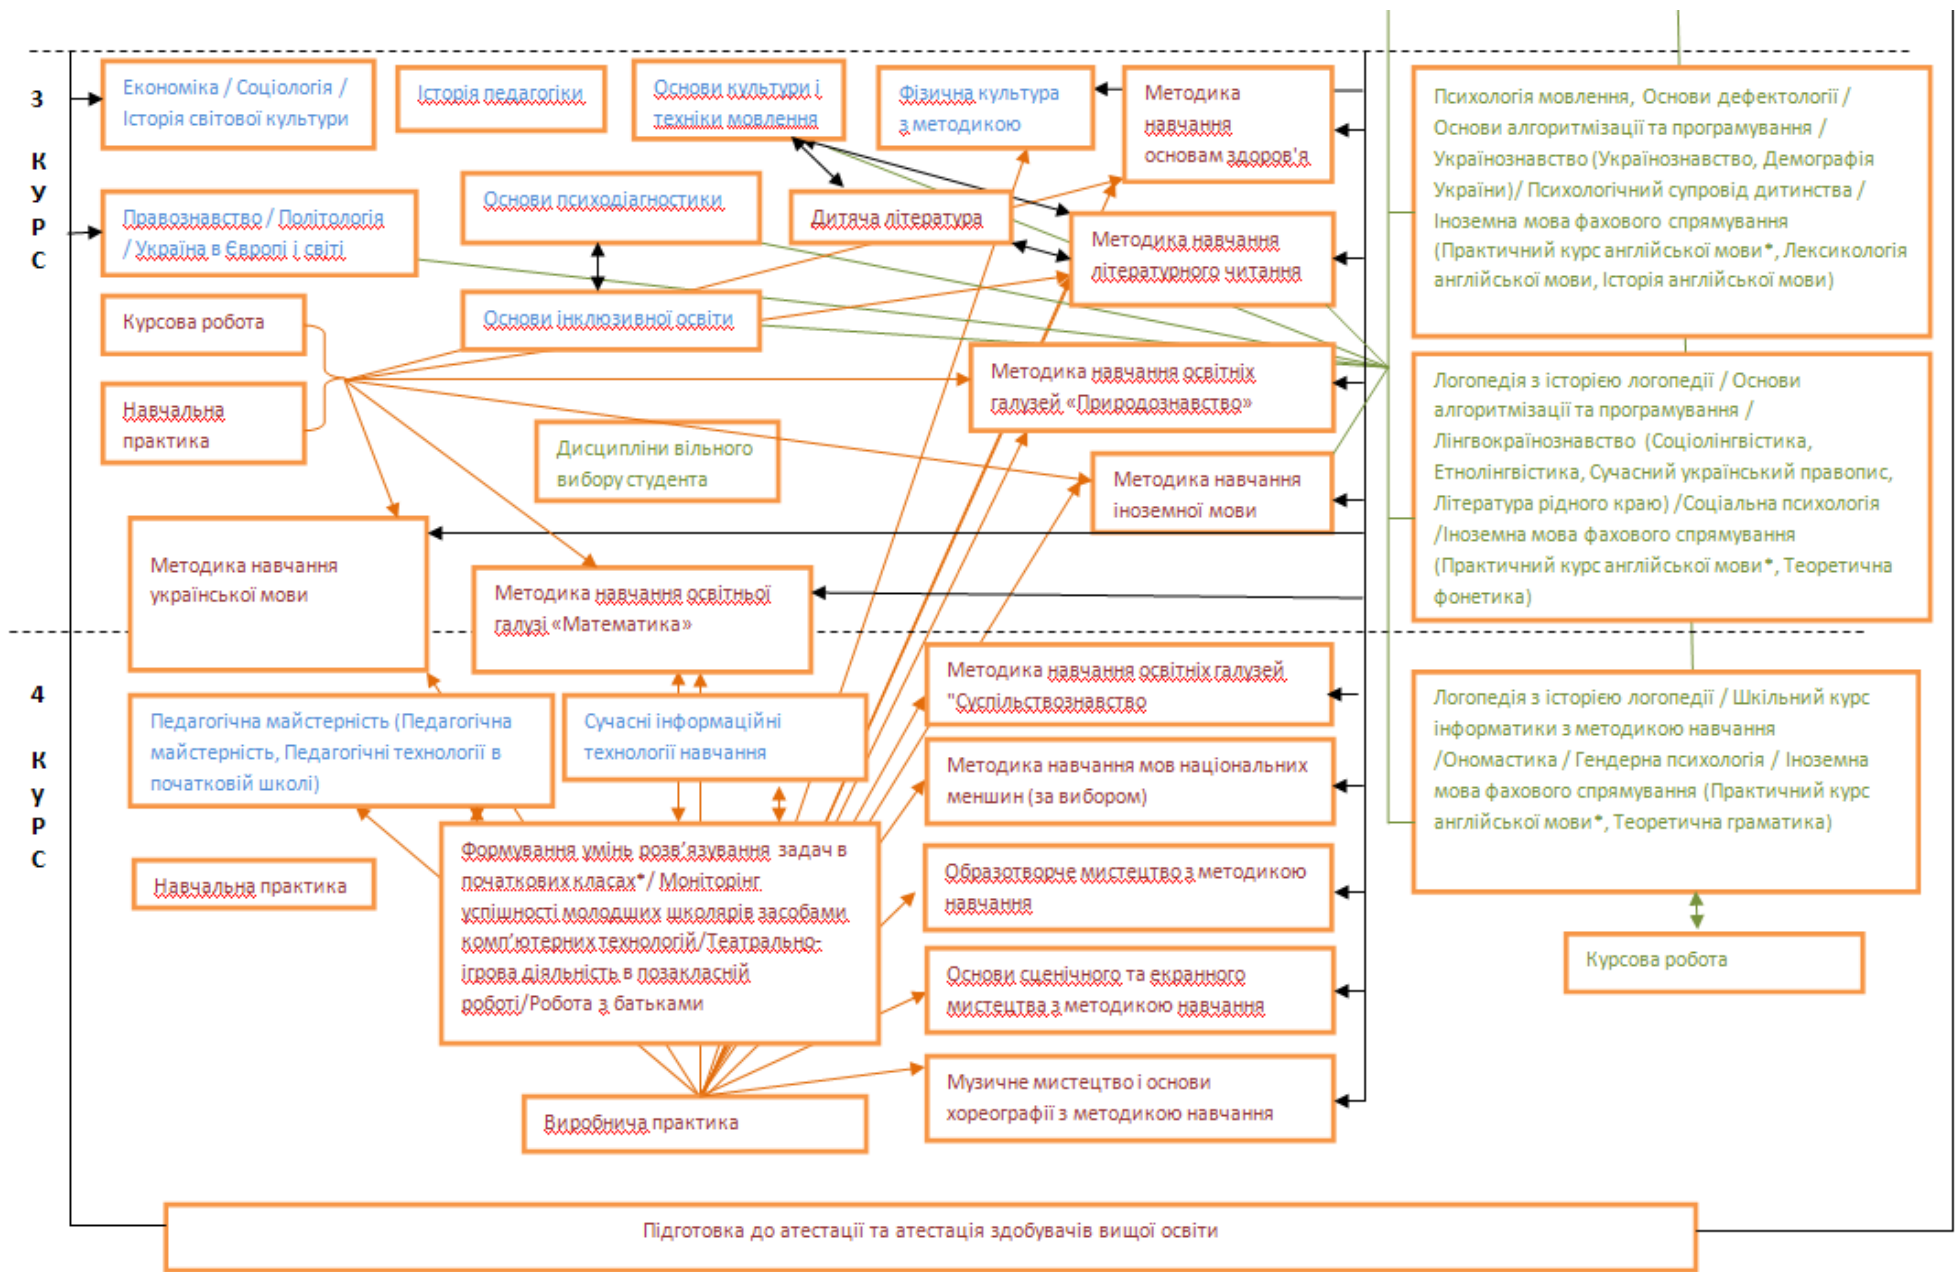 3
К
У
Р
С
Економіка / Соціологія /
Історія світової культури
Історія педагогіки
Основи культури і
техніки мовлення
Фізична культура
з методикою
Методика
навчання
основам здоров'я
Правознавство / Політологія
/ Україна в Європі і світі
Основи психодіагностики
Дитяча література
Методика навчання
літературного читання
Курсова робота
Основи інклюзивної освіти
Методика навчання освітніх
галузей «Природознавство»
Навчальна
практика
Дисципліни вільного
вибору студента
Методика навчання
іноземної мови
Методика навчання
української мови
Методика навчання освітньої
галузі «Математика»
Психологія мовлення, Основи дефектології /
Основи алгоритмізації та програмування /
Українознавство (Українознавство, Демографія
України)/ Психологічний супровід дитинства /
Іноземна мова фахового спрямування
(Практичний курс англійської мови*, Лексикологія
англійської мови, Історія англійської мови)
Логопедія з історією логопедії / Основи
алгоритмізації та програмування /
Лінгвокраїнознавство (Соціолінгвістика,
Етнолінгвістика, Сучасний український правопис,
Література рідного краю) /Соціальна психологія
/Іноземна мова фахового спрямування
(Практичний курс англійської мови*, Теоретична
фонетика)
4
К
у
Р
С
Педагогічна майстерність (Педагогічна
майстерність, Педагогічні технології в
початковій школі)
Сучасні інформаційні
технології навчання
Методика навчання освітніх галузей
"Суспільствознавство
Методика навчання мов національних
меншин (за вибором)
Навчальна практика
Формування умінь розв’язування задач в
початкових класах*/ Моніторінг
успішності молодших школярів засобами
комп’ютерних технологій/Театрально-
ігрова діяльність в позакласній
роботі/Робота з батьками
Образотворче мистецтво з методикою
навчання
Основи сценічного та екранного
мистецтва з методикою навчання
Музичне мистецтво і основи
хореографії з методикою навчання
Виробнича практика
Логопедія з історією логопедії / Шкільний курс
інформатики з методикою навчання
/Ономастика / Гендерна психологія / Іноземна
мова фахового спрямування (Практичний курс
англійської мови*, Теоретична граматика)
Курсова робота
Підготовка до атестації та атестація здобувачів вищої освіти